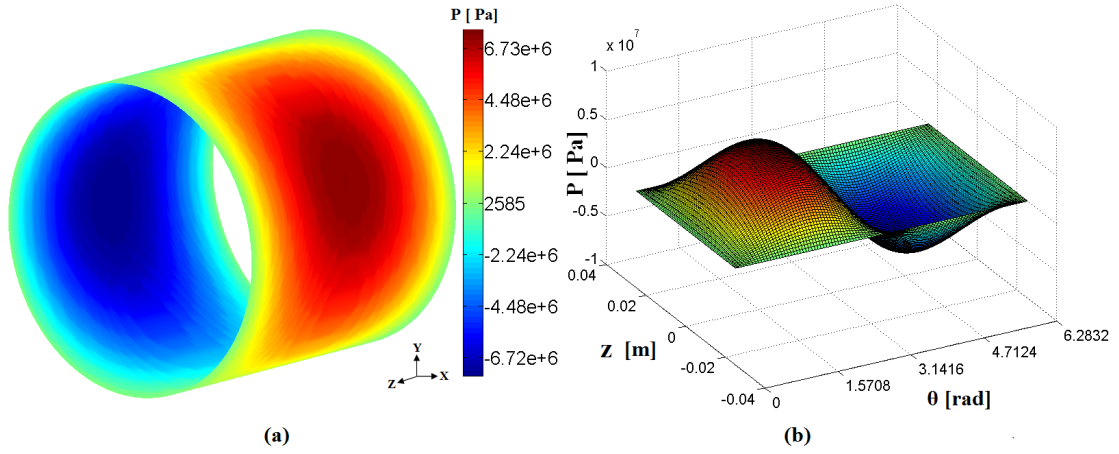 P [ Pa]
6.73e+6
4.48e+6
2.24e+6
2585
-2.24e+6
-4.48e+6
-6.72e+6
Y
Z X
(a)
x 10^7
1
0.5
0
-0.5
-1
P [ Pa]
0.04
0.02
0
-0.02
-0.04
Z [m]
0
1.5708
3.1416
4.7124
6.2832
θ [rad]
(b)